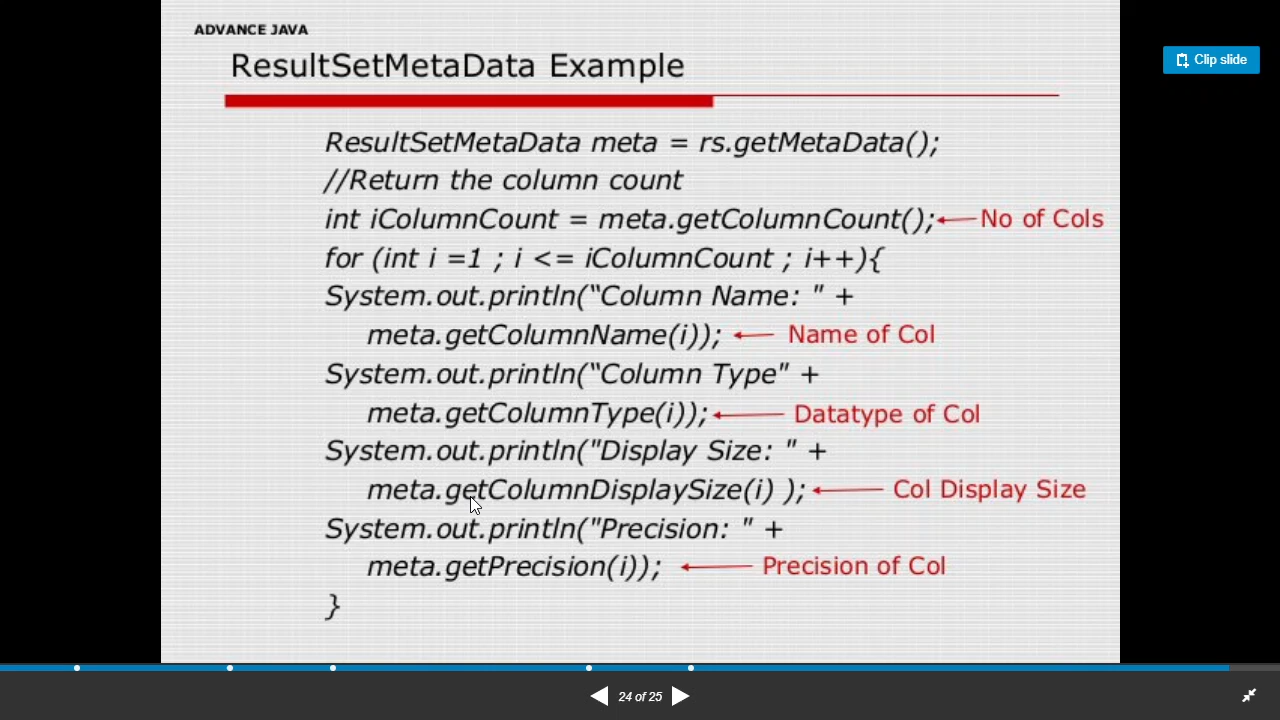 ADVANCE JAVA
ResultSetMetaData Example
Clip slide
ResultSetMetaData meta = rs.getMetaData();
//Return the column count
int iColumnCount = meta.getColumnCount(); No of Cols
for (int i =1 ; i <= iColumnCount ; i++){
System.out.println(“Column Name: " +
meta.getColumnName(i)); Name of Col
System.out.println(“Column Type" +
meta.getColumnType(i)); Datatype of Col
System.out.println("Display Size: " +
meta.getColumnDisplaySize(i) ); Col Display Size
System.out.println("Precision: " +
meta.getPrecision(i)); Precision of Col
}
24 of 25